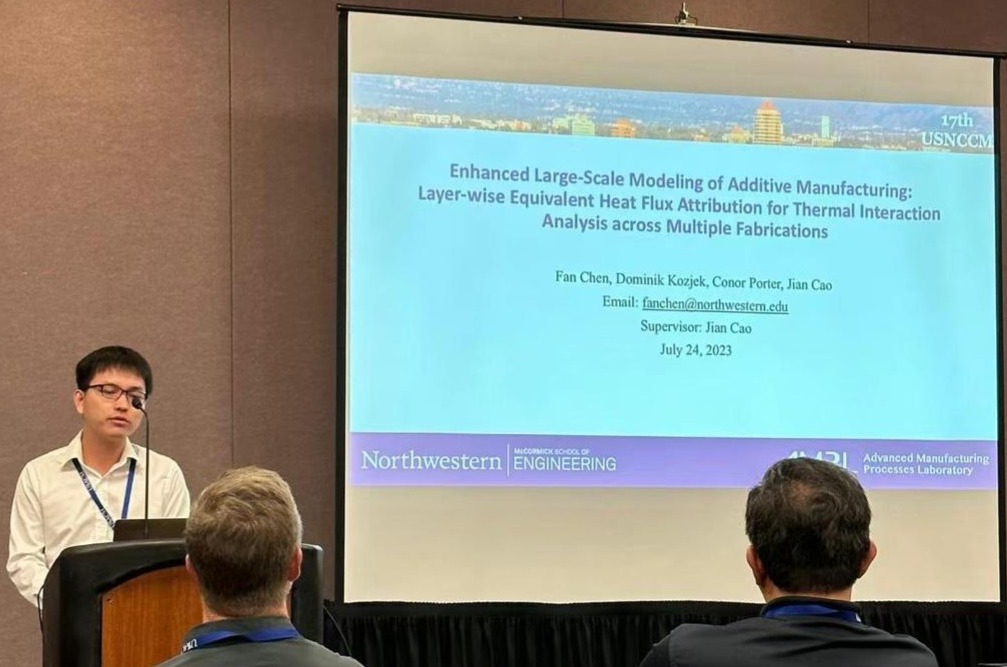 17th
USNCCM
Enhanced Large-Scale Modeling of Additive Manufacturing:
Layer-wise Equivalent Heat Flux Attribution for Thermal Interaction
Analysis across Multiple Fabrications
Fan Chen, Dominik Kozjek, Conor Porter, Jian Cao
Email: fanchen@northwestern.edu
Supervisor: Jian Cao
July 24, 2023
Northwestern
McCORMICK SCHOOL OF
ENGINEERING
Advanced Manufacturing
Processes Laboratory